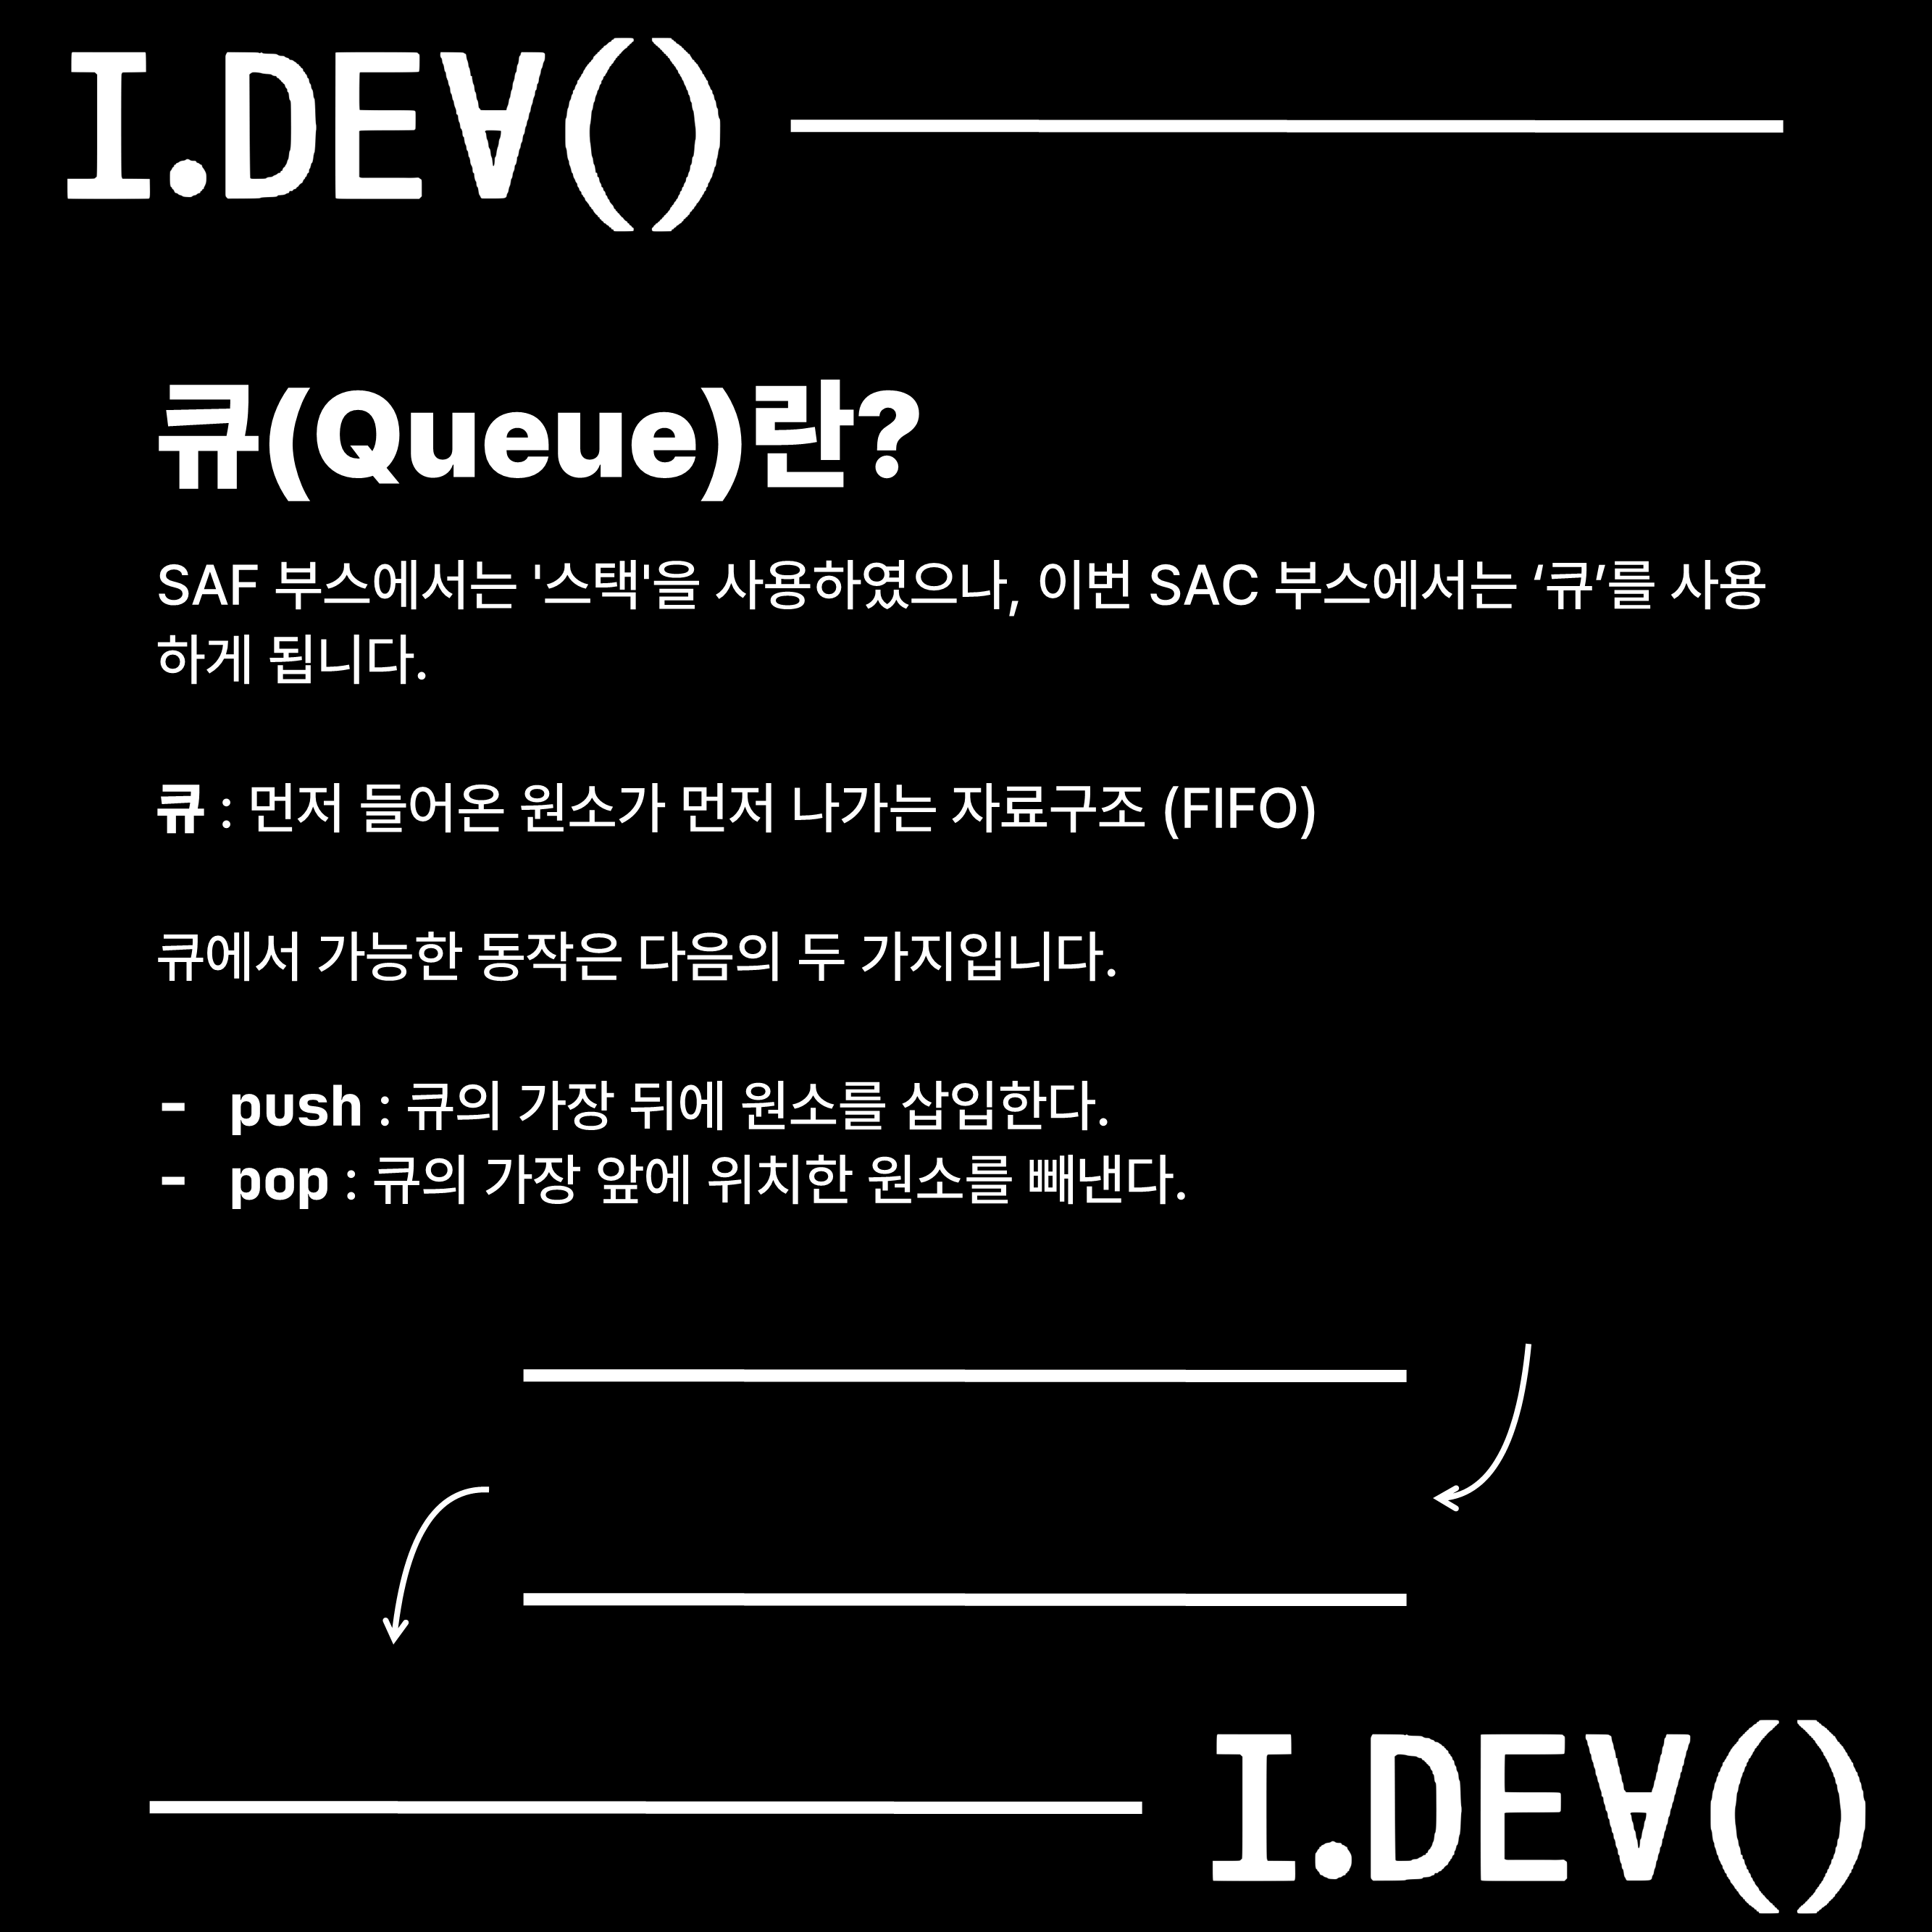 I.DEV()
큐(Queue)란?
SAF 부스에서는 '스택'을 사용하였으나, 이번 SAC 부스에서는 ‘큐’를 사용
하게 됩니다.
큐 : 먼저 들어온 원소가 먼저 나가는 자료구조 (FIFO)
큐에서 가능한 동작은 다음의 두 가지입니다.
- push : 큐의 가장 뒤에 원소를 삽입한다.
- pop : 큐의 가장 앞에 위치한 원소를 빼낸다.
I.DEV()